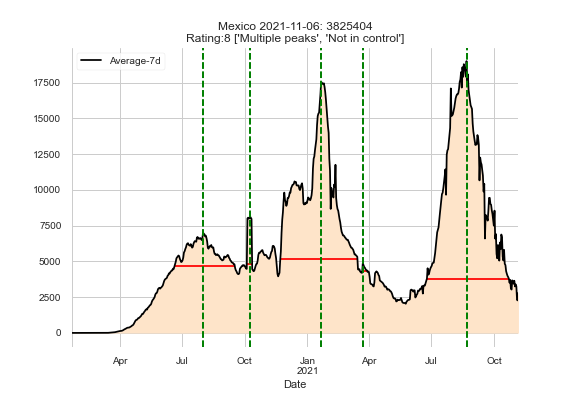 Mexico 2021-11-06: 3825404
Rating:8 ['Multiple peaks', 'Not in control']
Average-7d
17500
15000
12500
10000
7500
5000
2500
0
Apr
Jul
Oct
Jan
2021
Apr
Jul
Oct
Date